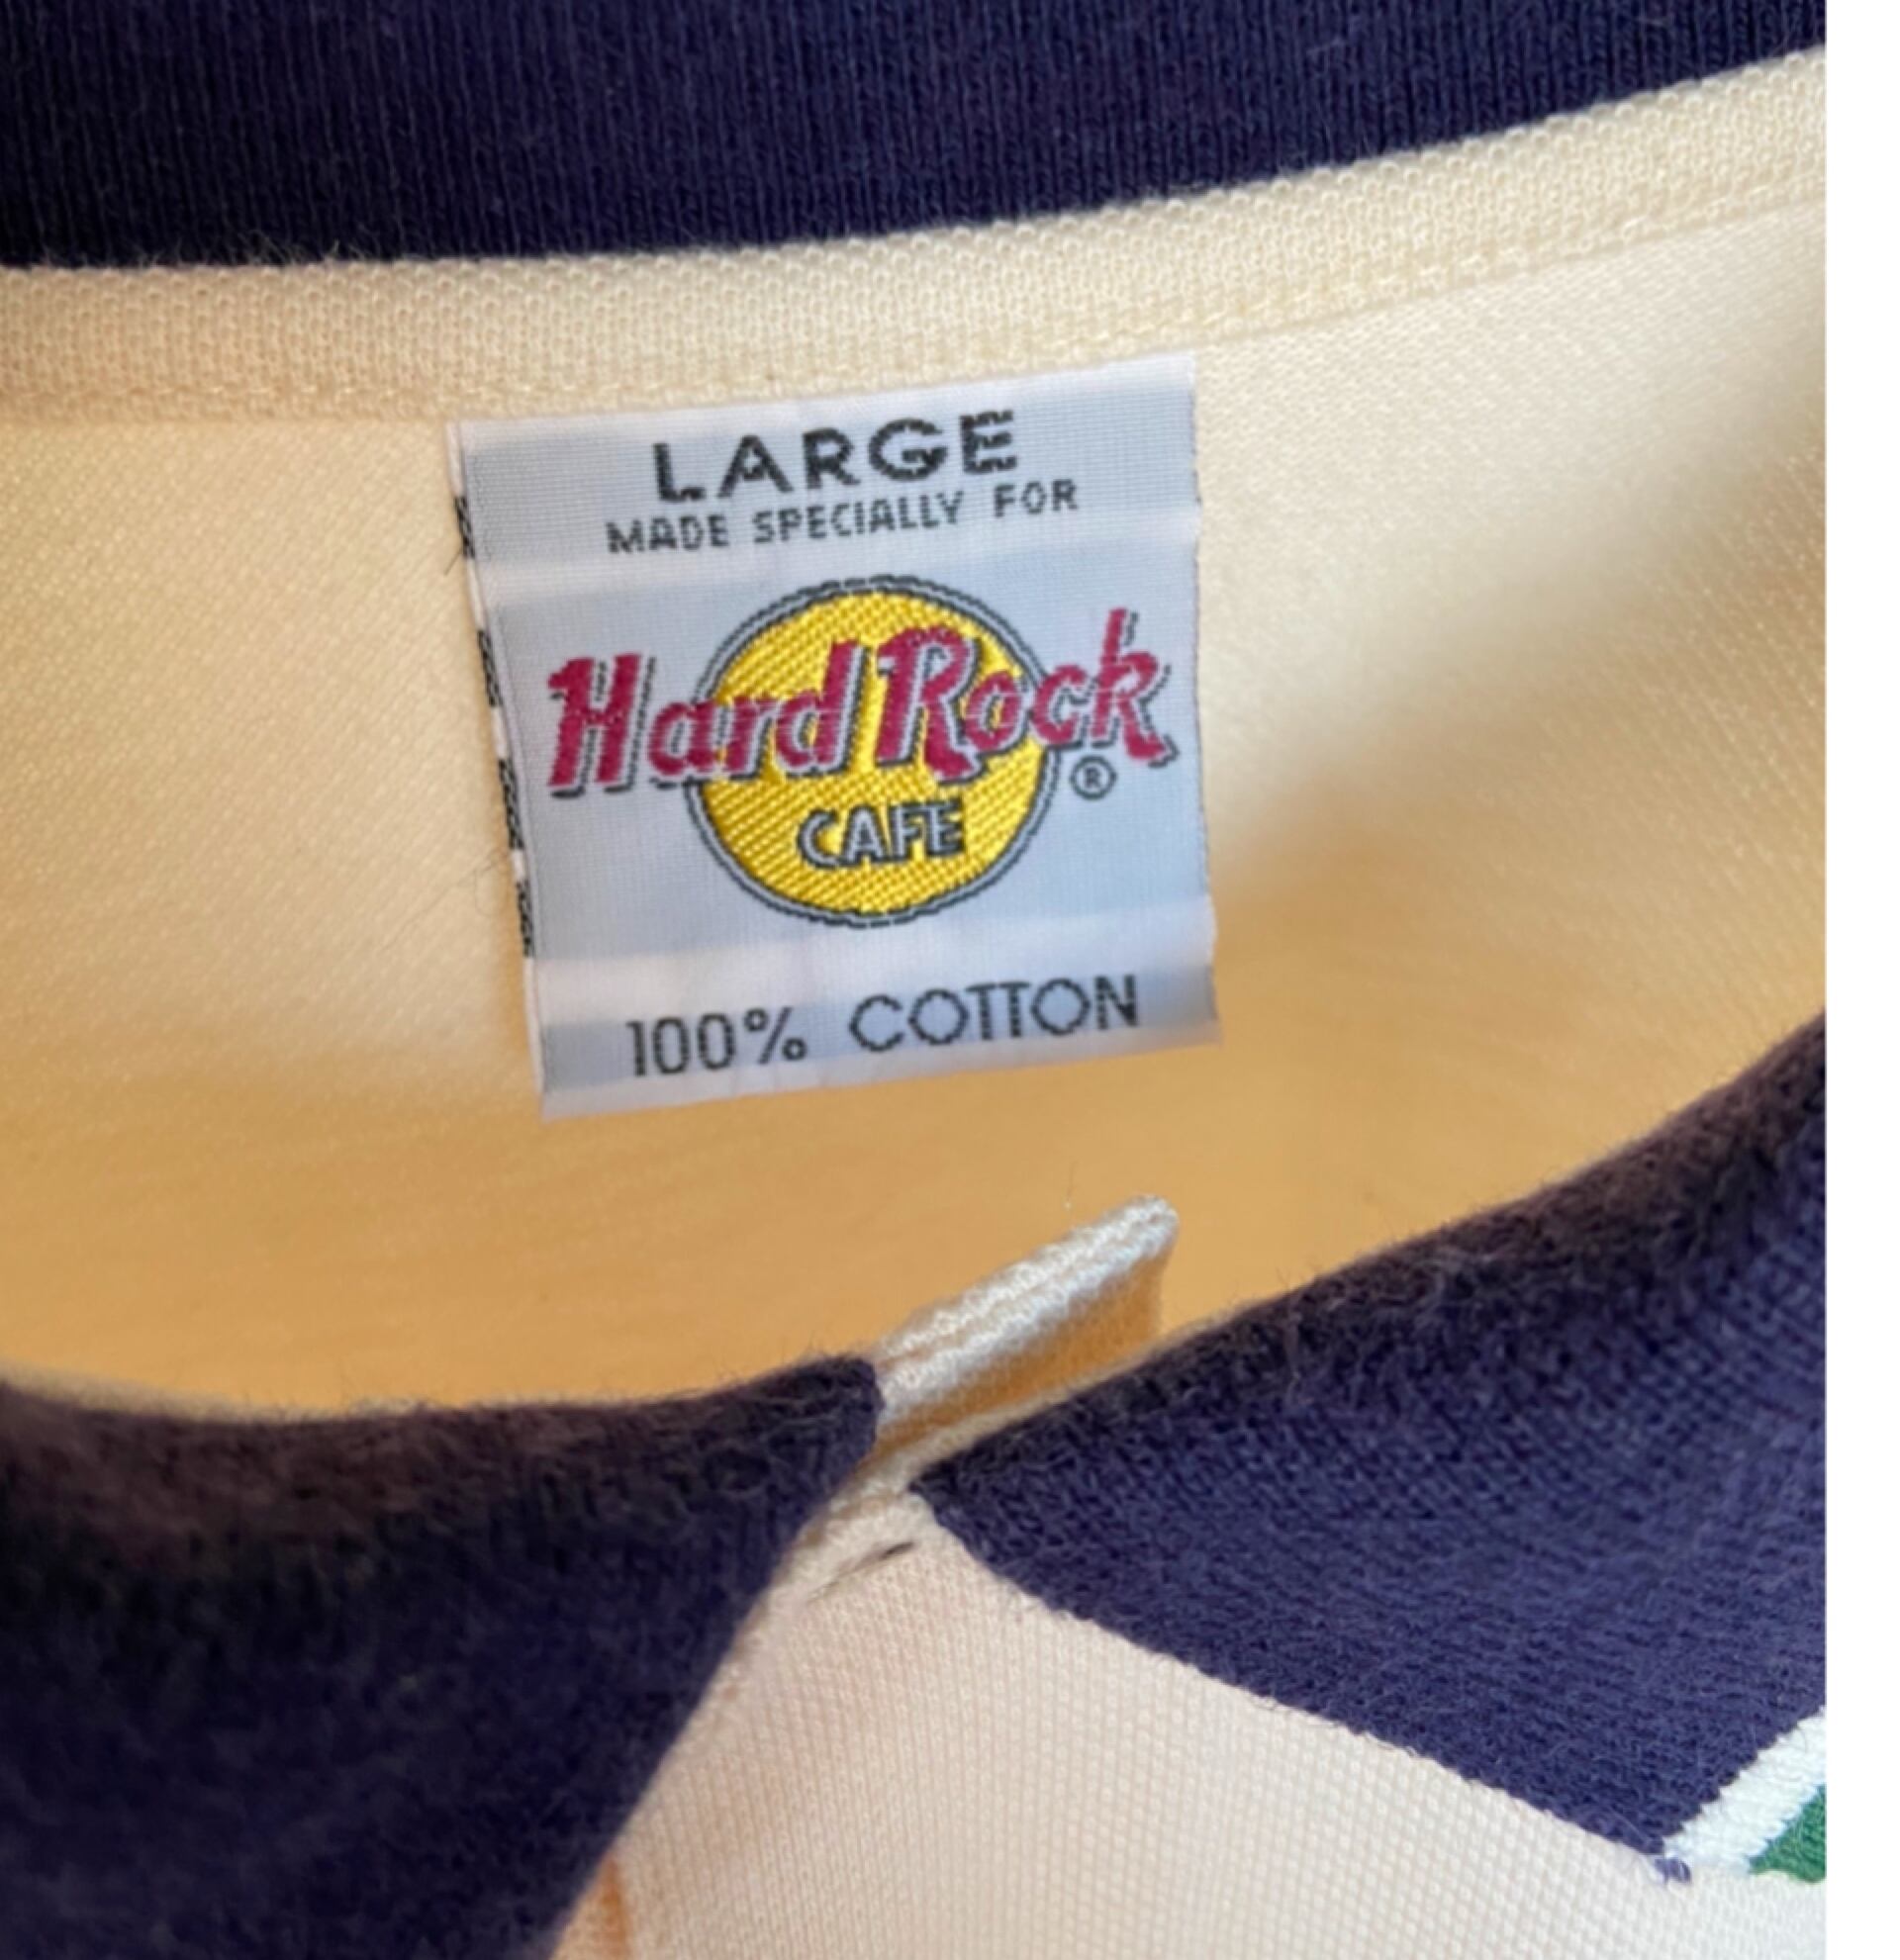 LARGE
MADE SPECIALLY FOR
Hard Rock
®
CAFE
100% COTTON